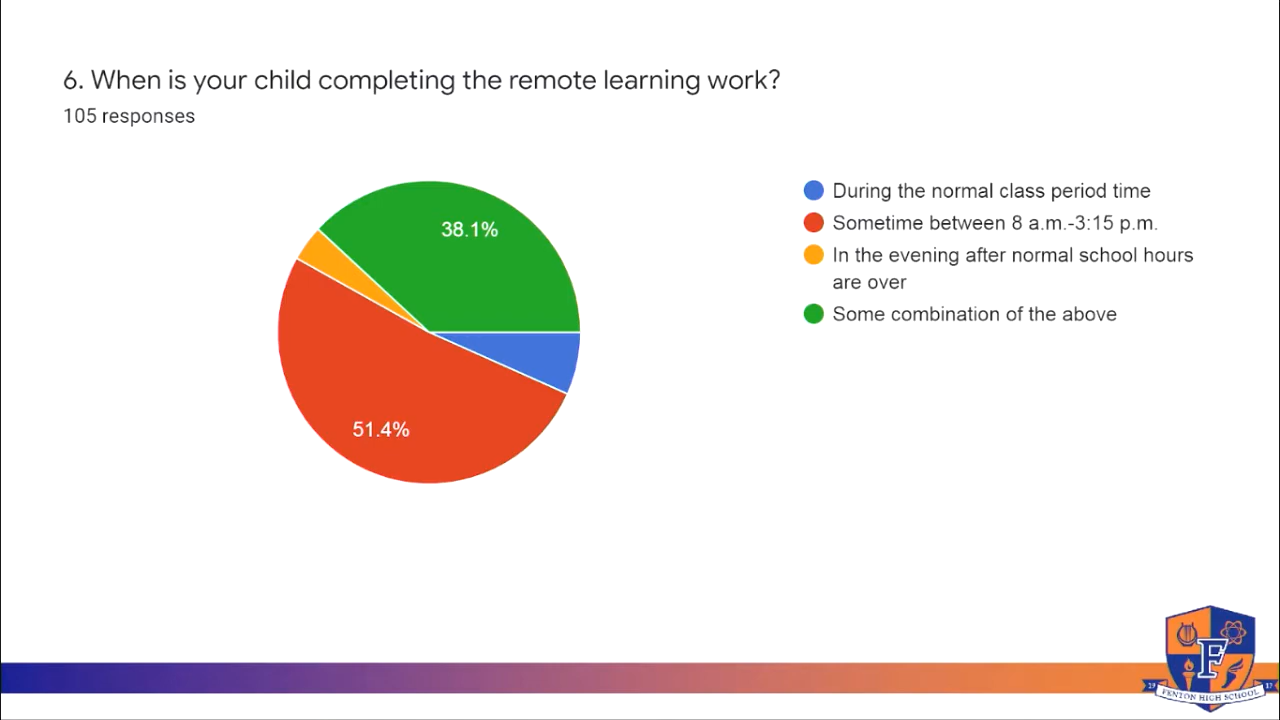 6. When is your child completing the remote learning work?
105 responses
38.1%
51.4%
During the normal class period time
Sometime between 8 a.m.-3:15 p.m.
In the evening after normal school hours
are over
Some combination of the above
F
FENTON HIGH SCHOOL